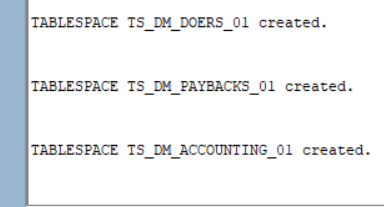 TABLESPACE TS_DM_DOERS_01 created.
TABLESPACE TS_DM_PAYBACKS_01 created.
TABLESPACE TS_DM_ACCOUNTING_01 created.